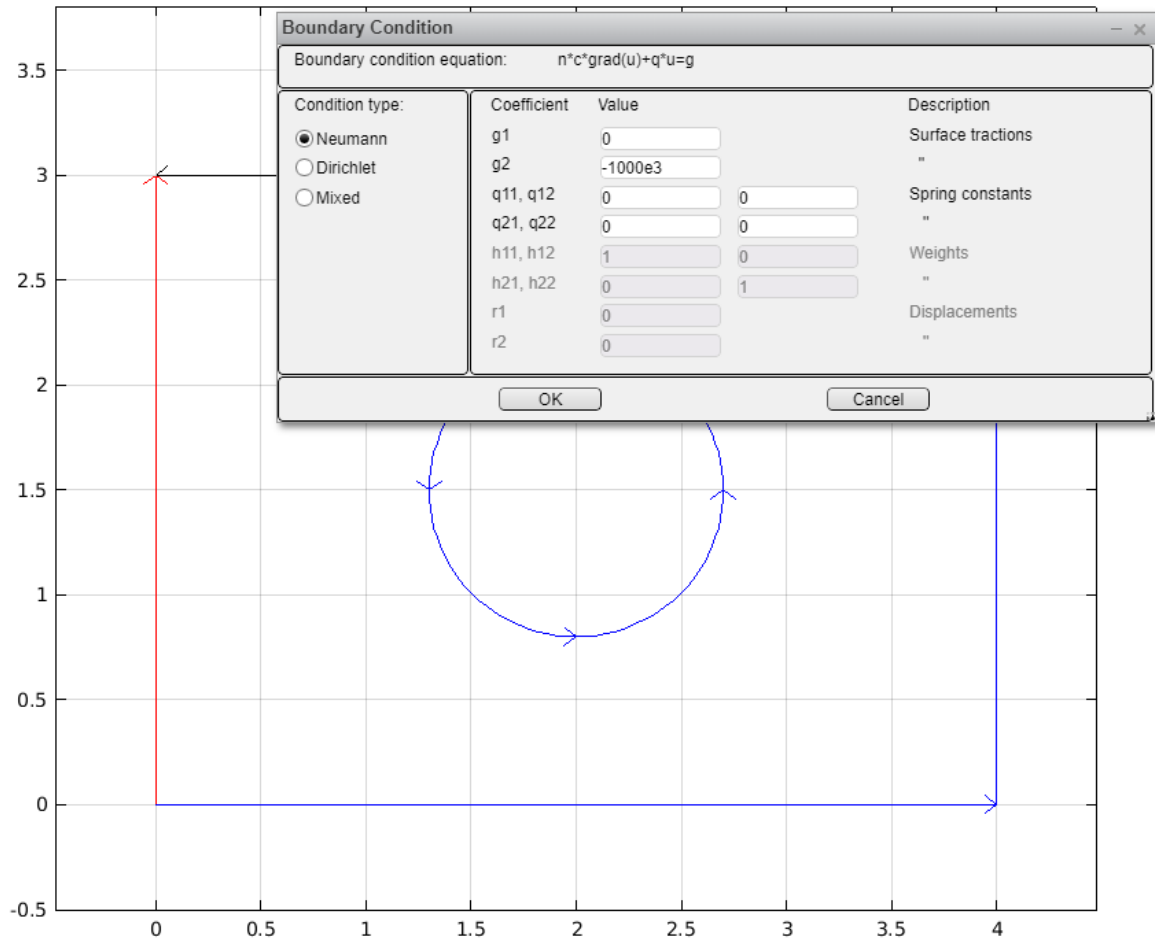 Boundary Condition
Boundary condition equation: n*c*grad(u)+q*u=g
Condition type:
Neumann
Dirichlet
Mixed
Coefficient Value Description
g1 0 Surface tractions
g2 -1000e3 "
q11, q12 0 0 Spring constants
q21, q22 0 0 "
h11, h12 1 0 Weights
h21, h22 0 1 "
r1 0 Displacements
r2 0 "
OK Cancel
3.5
3
2.5
2
1.5
1
0.5
0
-0.5
0 0.5 1 1.5 2 2.5 3 3.5 4